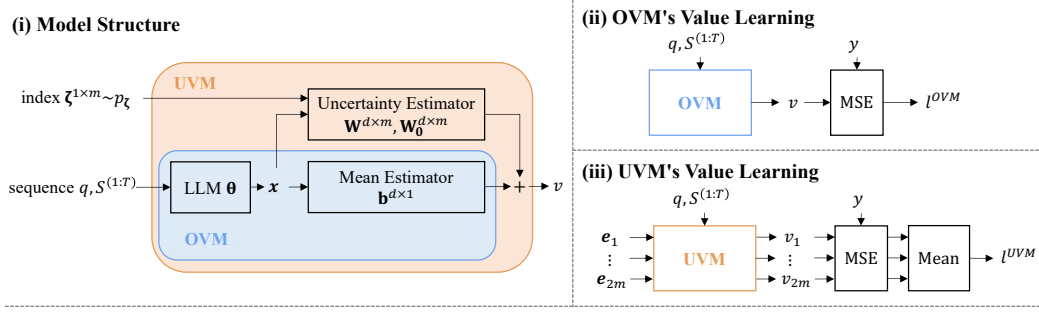 (i) Model Structure
UVM
index ζ^{1×m}~p_ζ
Uncertainty Estimator
W^{d×m}, W_0^{d×m}
sequence q, S^{(1:T)}
LLM θ
x
Mean Estimator
b^{d×1}
+
v
OVM
(ii) OVM's Value Learning
q, S^{(1:T)}
y
OVM
v
MSE
l^{OVM}
(iii) UVM's Value Learning
q, S^{(1:T)}
y
e_1
⋮
e_{2m}
UVM
v_1
⋮
v_{2m}
MSE
Mean
l^{UVM}